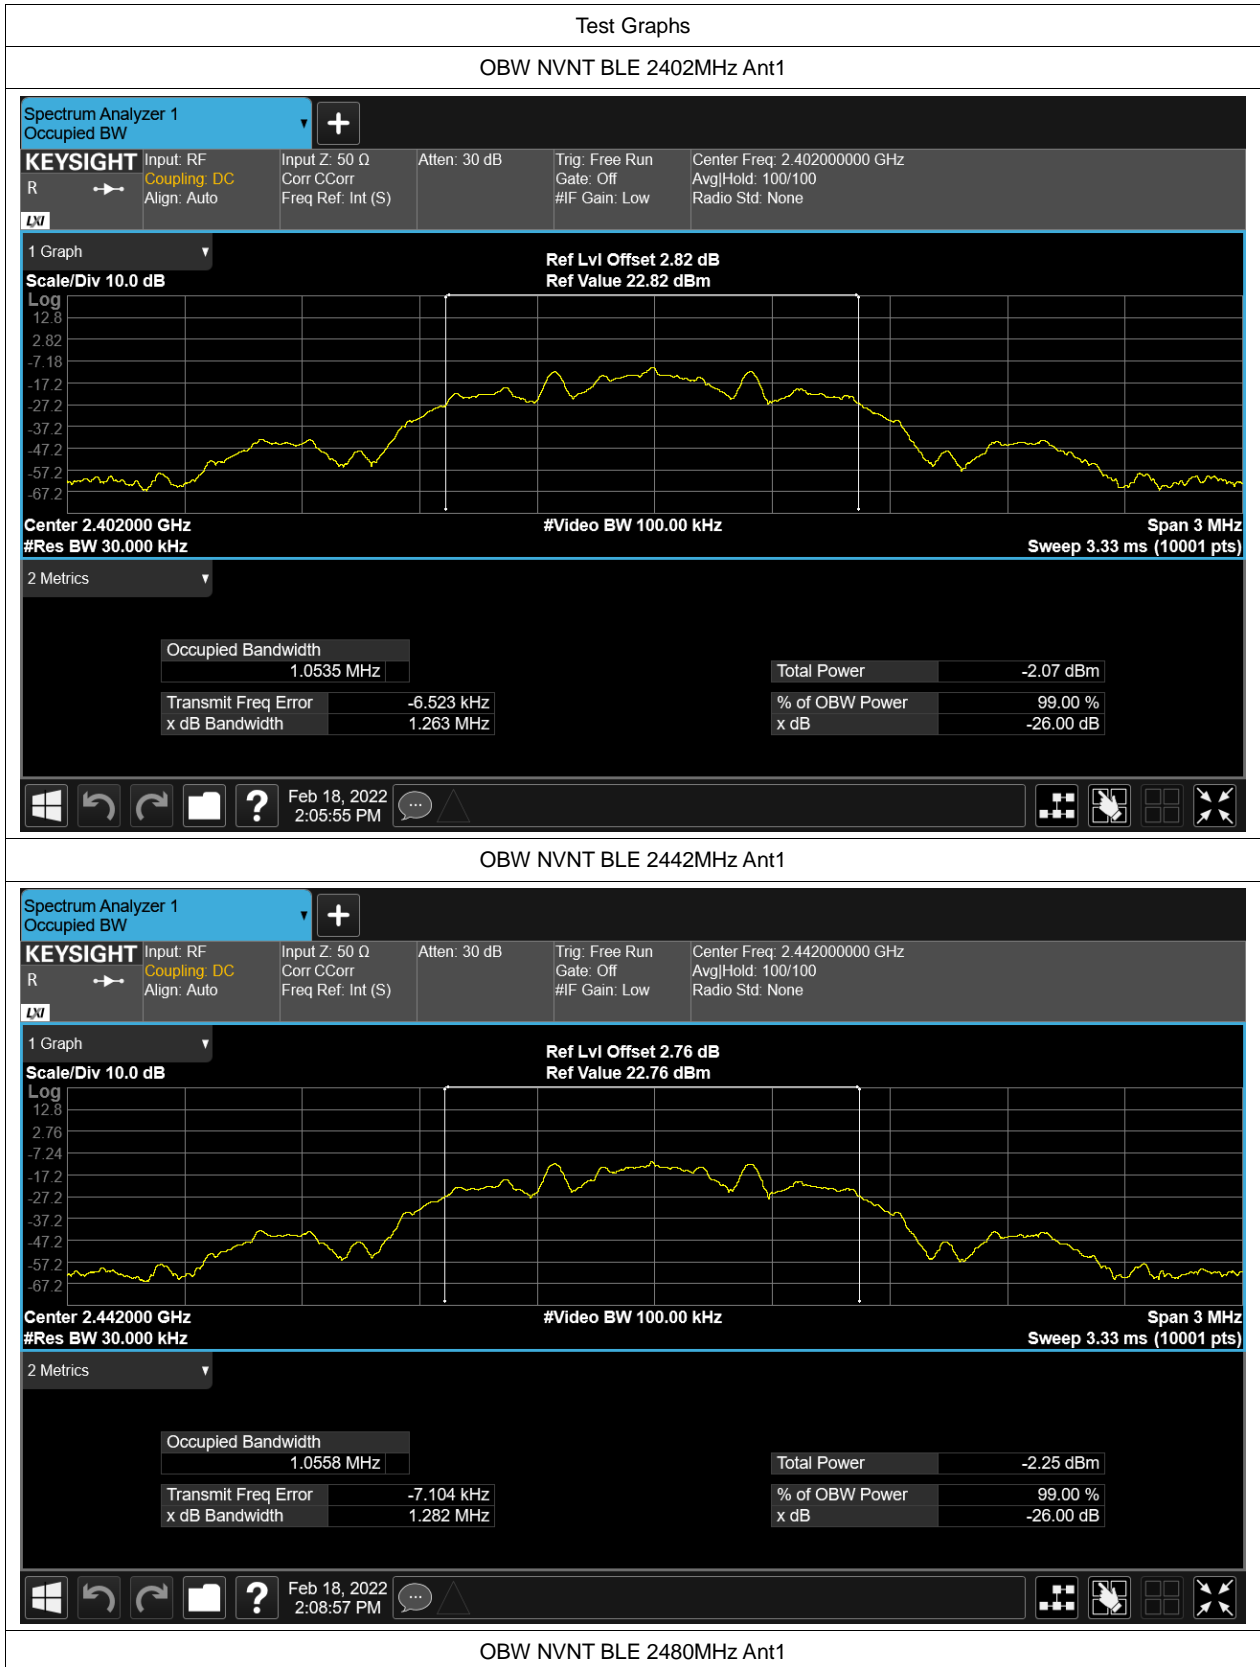 Test Graphs
OBW NVNT BLE 2402MHz Ant1
Spectrum Analyzer 1
Occupied BW
KEYSIGHT
R
LXI
Input: RF
Coupling: DC
Align: Auto
Input Z: 50 Ω
Corr CCorr
Freq Ref: Int (S)
Atten: 30 dB
Trig: Free Run
Gate: Off
#IF Gain: Low
Center Freq: 2.402000000 GHz
Avg|Hold: 100/100
Radio Std: None
1 Graph
Scale/Div 10.0 dB
Ref Lvl Offset 2.82 dB
Ref Value 22.82 dBm
Log
12.8
2.82
-7.18
-17.2
-27.2
-37.2
-47.2
-57.2
-67.2
Center 2.402000 GHz
#Res BW 30.000 kHz
#Video BW 100.00 kHz
Span 3 MHz
Sweep 3.33 ms (10001 pts)
2 Metrics
Occupied Bandwidth
1.0535 MHz
Transmit Freq Error -6.523 kHz
x dB Bandwidth 1.263 MHz
Total Power -2.07 dBm
% of OBW Power 99.00 %
x dB -26.00 dB
?
Feb 18, 2022
2:05:55 PM
OBW NVNT BLE 2442MHz Ant1
Spectrum Analyzer 1
Occupied BW
KEYSIGHT
R
LXI
Input: RF
Coupling: DC
Align: Auto
Input Z: 50 Ω
Corr CCorr
Freq Ref: Int (S)
Atten: 30 dB
Trig: Free Run
Gate: Off
#IF Gain: Low
Center Freq: 2.442000000 GHz
Avg|Hold: 100/100
Radio Std: None
1 Graph
Scale/Div 10.0 dB
Ref Lvl Offset 2.76 dB
Ref Value 22.76 dBm
Log
12.8
2.76
-7.24
-17.2
-27.2
-37.2
-47.2
-57.2
-67.2
Center 2.442000 GHz
#Res BW 30.000 kHz
#Video BW 100.00 kHz
Span 3 MHz
Sweep 3.33 ms (10001 pts)
2 Metrics
Occupied Bandwidth
1.0558 MHz
Transmit Freq Error -7.104 kHz
x dB Bandwidth 1.282 MHz
Total Power -2.25 dBm
% of OBW Power 99.00 %
x dB -26.00 dB
?
Feb 18, 2022
2:08:57 PM
OBW NVNT BLE 2480MHz Ant1